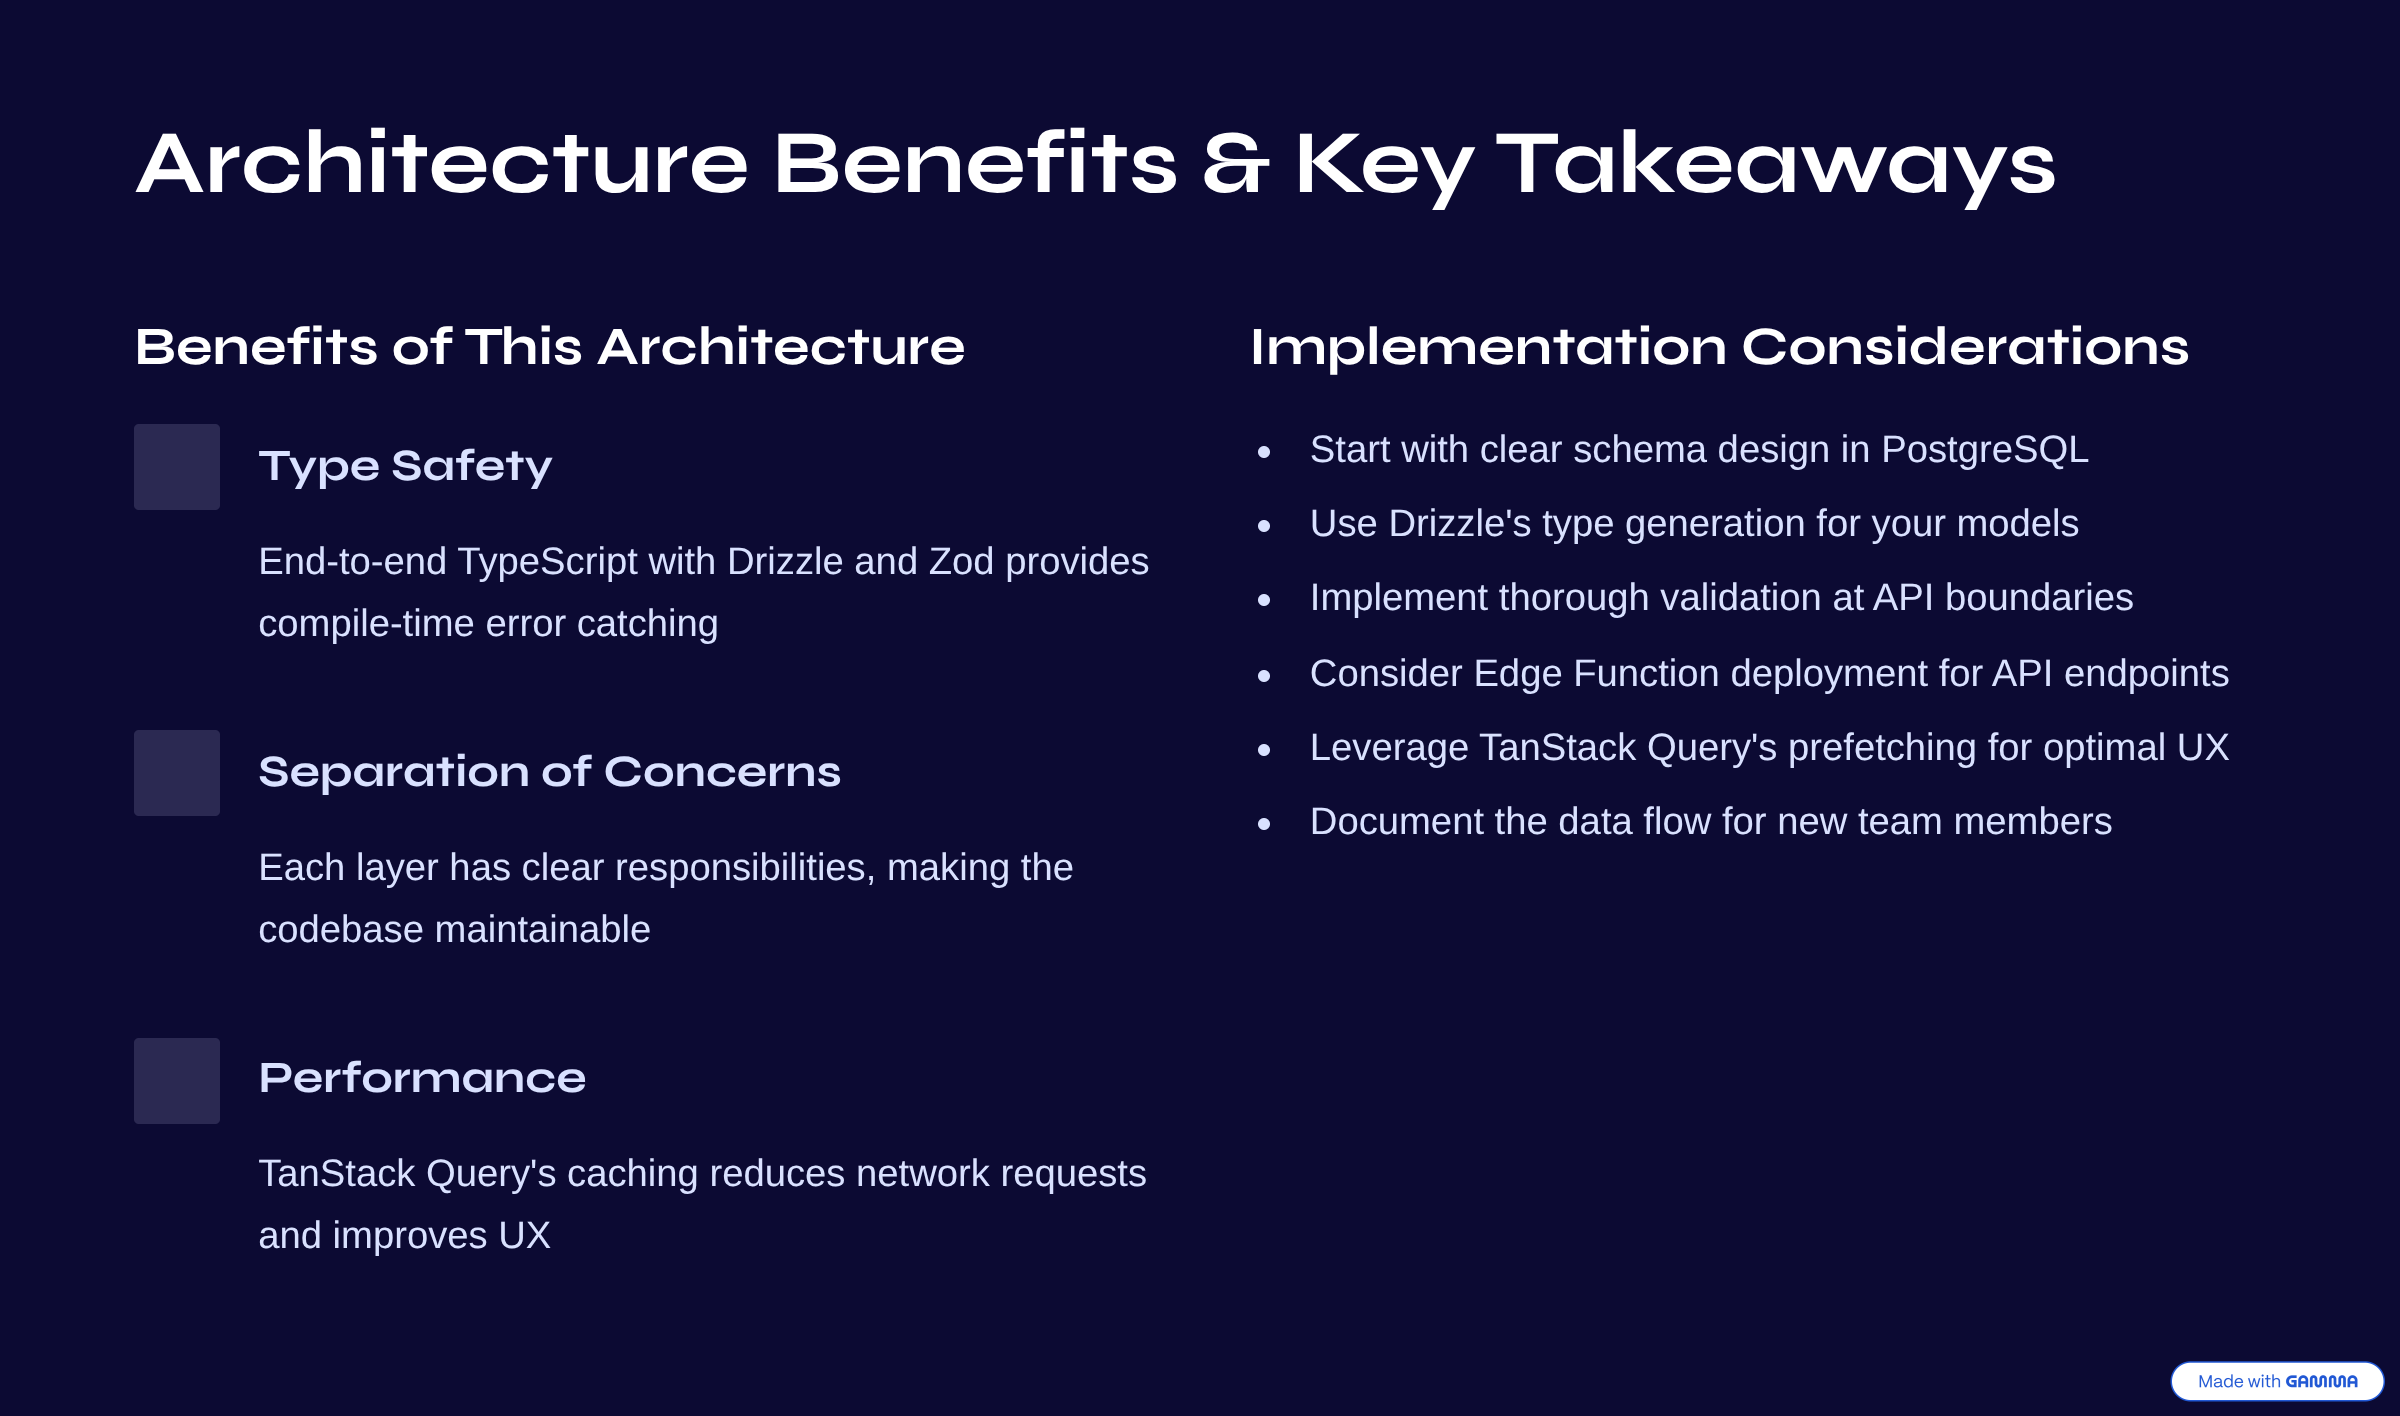 Architecture Benefits & Key Takeaways
Benefits of This Architecture
Type Safety
End-to-end TypeScript with Drizzle and Zod provides
compile-time error catching
Separation of Concerns
Each layer has clear responsibilities, making the
codebase maintainable
Performance
TanStack Query's caching reduces network requests
and improves UX
Implementation Considerations
Start with clear schema design in PostgreSQL
Use Drizzle's type generation for your models
Implement thorough validation at API boundaries
Consider Edge Function deployment for API endpoints
Leverage TanStack Query's prefetching for optimal UX
Document the data flow for new team members
Made with GAMMA